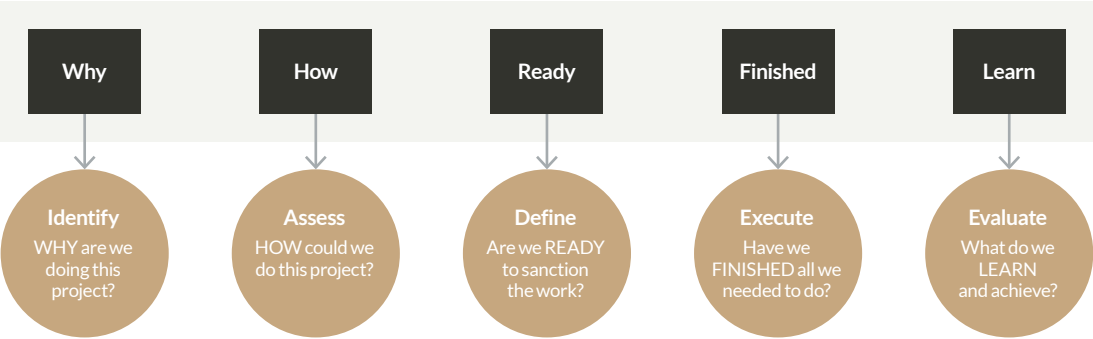 Why
How
Ready
Finished
Learn
Identify
WHY are we
doing this
project?
Assess
HOW could we
do this project?
Define
Are we READY
to sanction
the work?
Execute
Have we
FINISHED all we
needed to do?
Evaluate
What do we
LEARN
and achieve?